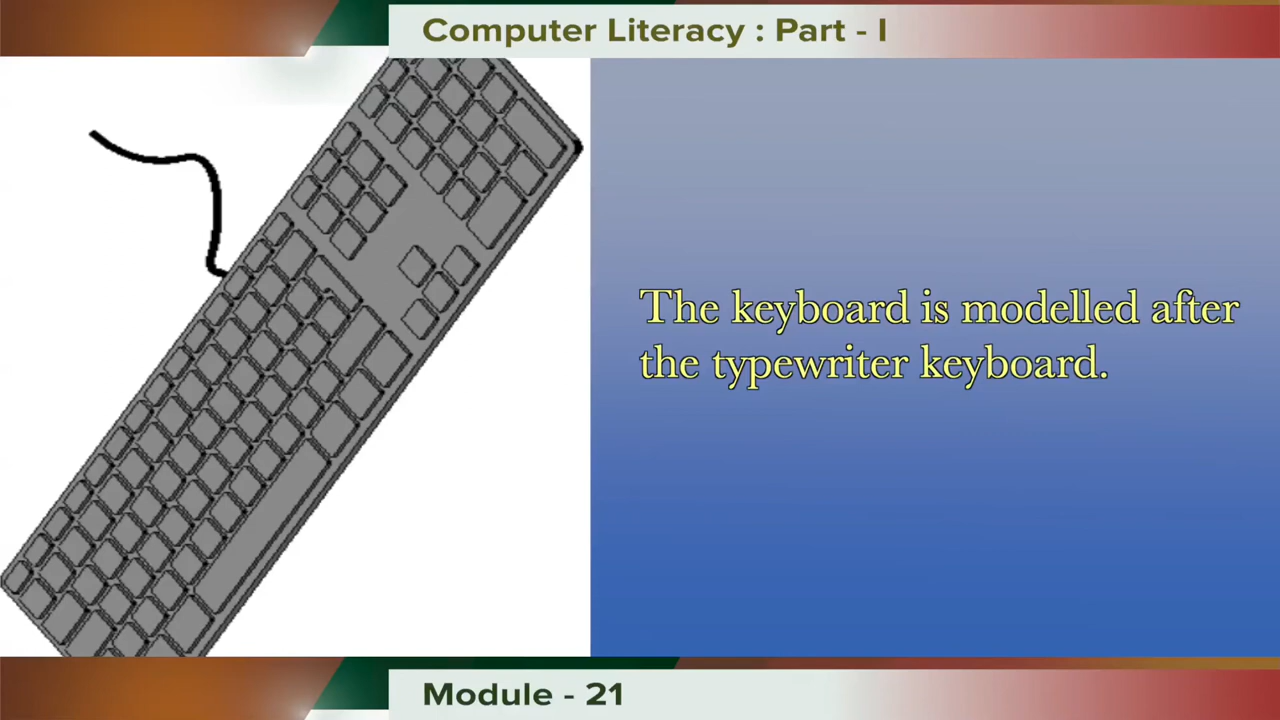 Computer Literacy : Part - I
The keyboard is modelled after
the typewriter keyboard.
Module - 21